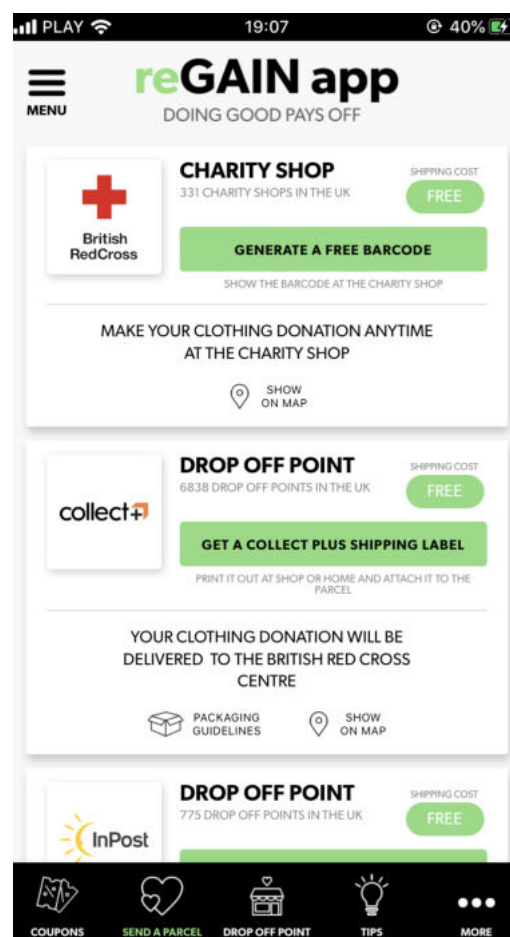 PLAY 19:07 40%
reGAIN app
MENU
DOING GOOD PAYS OFF
CHARITY SHOP
SHIPPING COST
331 CHARITY SHOPS IN THE UK
FREE
British
RedCross
GENERATE A FREE BARCODE
SHOW THE BARCODE AT THE CHARITY SHOP
MAKE YOUR CLOTHING DONATION ANYTIME
AT THE CHARITY SHOP
SHOW
ON MAP
DROP OFF POINT
SHIPPING COST
6838 DROP OFF POINTS IN THE UK
FREE
collect+
GET A COLLECT PLUS SHIPPING LABEL
PRINT IT OUT AT SHOP OR HOME AND ATTACH IT TO THE
PARCEL
YOUR CLOTHING DONATION WILL BE
DELIVERED TO THE BRITISH RED CROSS
CENTRE
PACKAGING
GUIDELINES
SHOW
ON MAP
DROP OFF POINT
SHIPPING COST
775 DROP OFF POINTS IN THE UK
FREE
InPost
COUPONS SEND A PARCEL DROP OFF POINT TIPS MORE